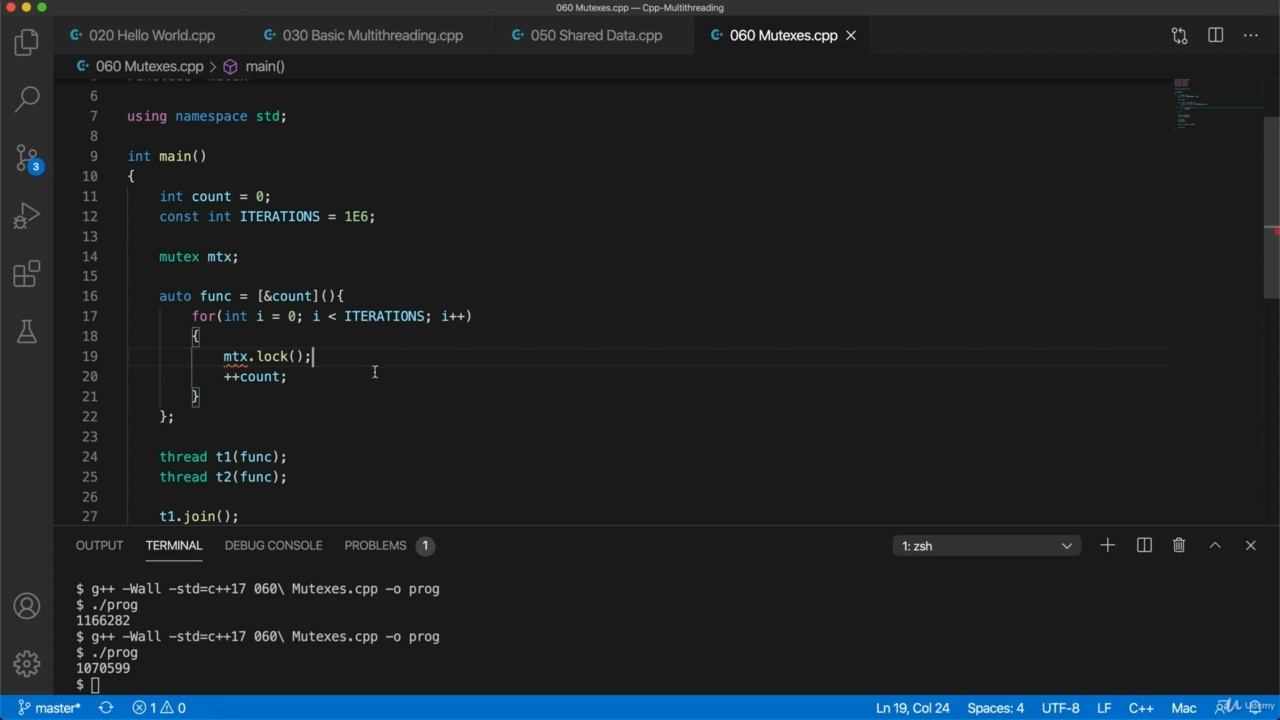 060 Mutexes.cpp — Cpp-Multithreading
020 Hello World.cpp 030 Basic Multithreading.cpp 050 Shared Data.cpp 060 Mutexes.cpp
060 Mutexes.cpp > main()
6
7 using namespace std;
8
9 int main()
10 {
11 int count = 0;
12 const int ITERATIONS = 1E6;
13
14 mutex mtx;
15
16 auto func = [&count](){
17 for(int i = 0; i < ITERATIONS; i++)
18 {
19 mtx.lock();
20 ++count;
21 }
22 };
23
24 thread t1(func);
25 thread t2(func);
26
27 t1.join();
3
OUTPUT TERMINAL DEBUG CONSOLE PROBLEMS 1 1: zsh
$ g++ -Wall -std=c++17 060\ Mutexes.cpp -o prog
$ ./prog
1166282
$ g++ -Wall -std=c++17 060\ Mutexes.cpp -o prog
$ ./prog
1070599
$
master* 1 0 Ln 19, Col 24 Spaces: 4 UTF-8 LF C++ Mac Udemy